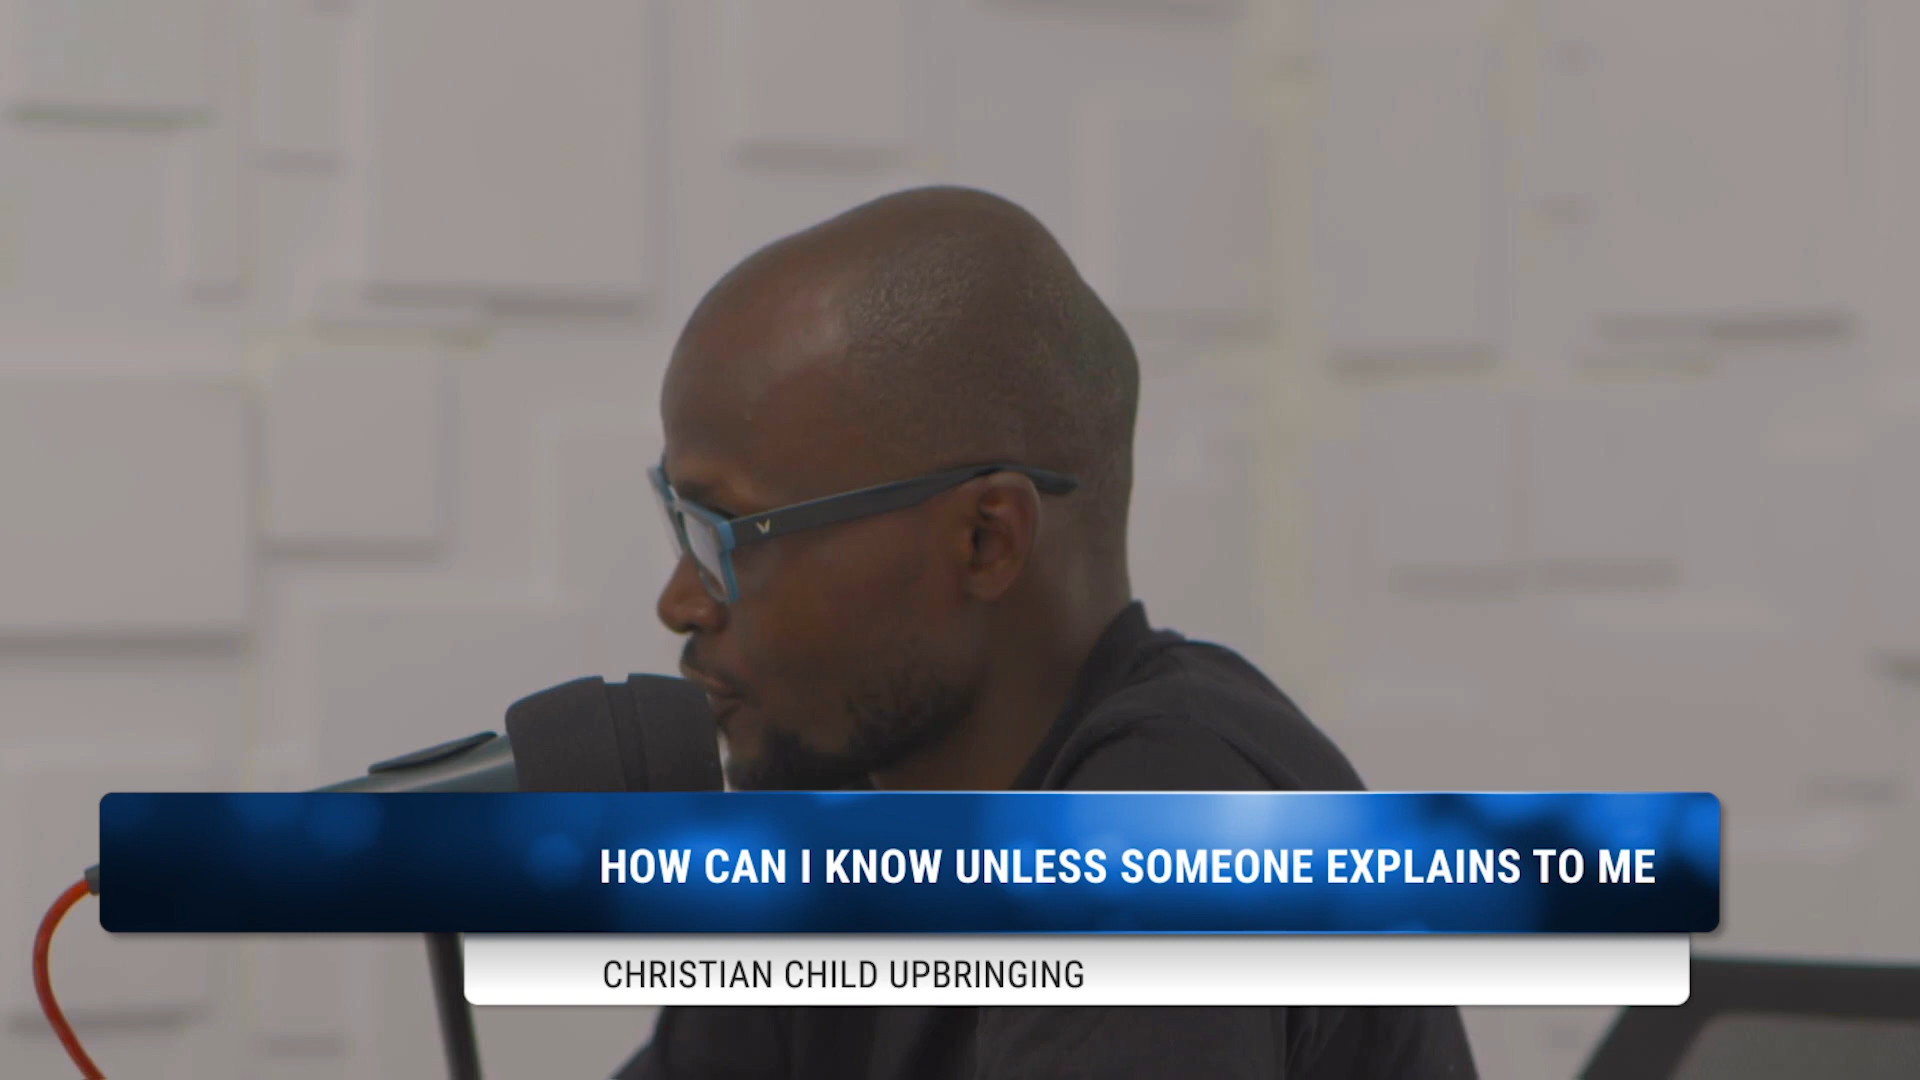 HOW CAN I KNOW UNLESS SOMEONE EXPLAINS TO ME
CHRISTIAN CHILD UPBRINGING